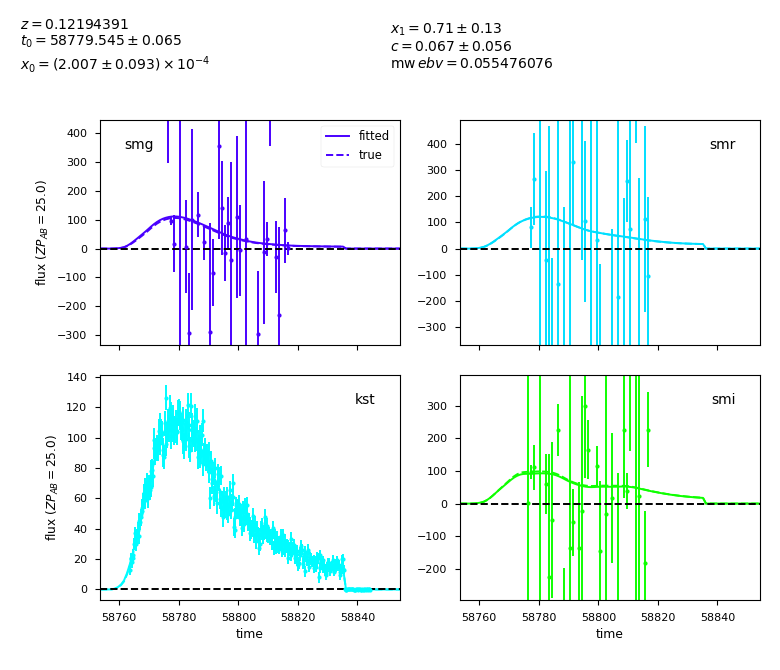 z = 0.12194391
t₀ = 58779.545 ± 0.065
x₀ = (2.007 ± 0.093) × 10⁻⁴
x₁ = 0.71 ± 0.13
c = 0.067 ± 0.056
mw ebv = 0.055476076
smg
fitted
true
400
300
200
100
0
−100
−200
−300
flux (ZP_AB = 25.0)
smr
400
300
200
100
0
−100
−200
−300
kst
140
120
100
80
60
40
20
0
flux (ZP_AB = 25.0)
58760 58780 58800 58820 58840
time
smi
300
200
100
0
−100
−200
58760 58780 58800 58820 58840
time